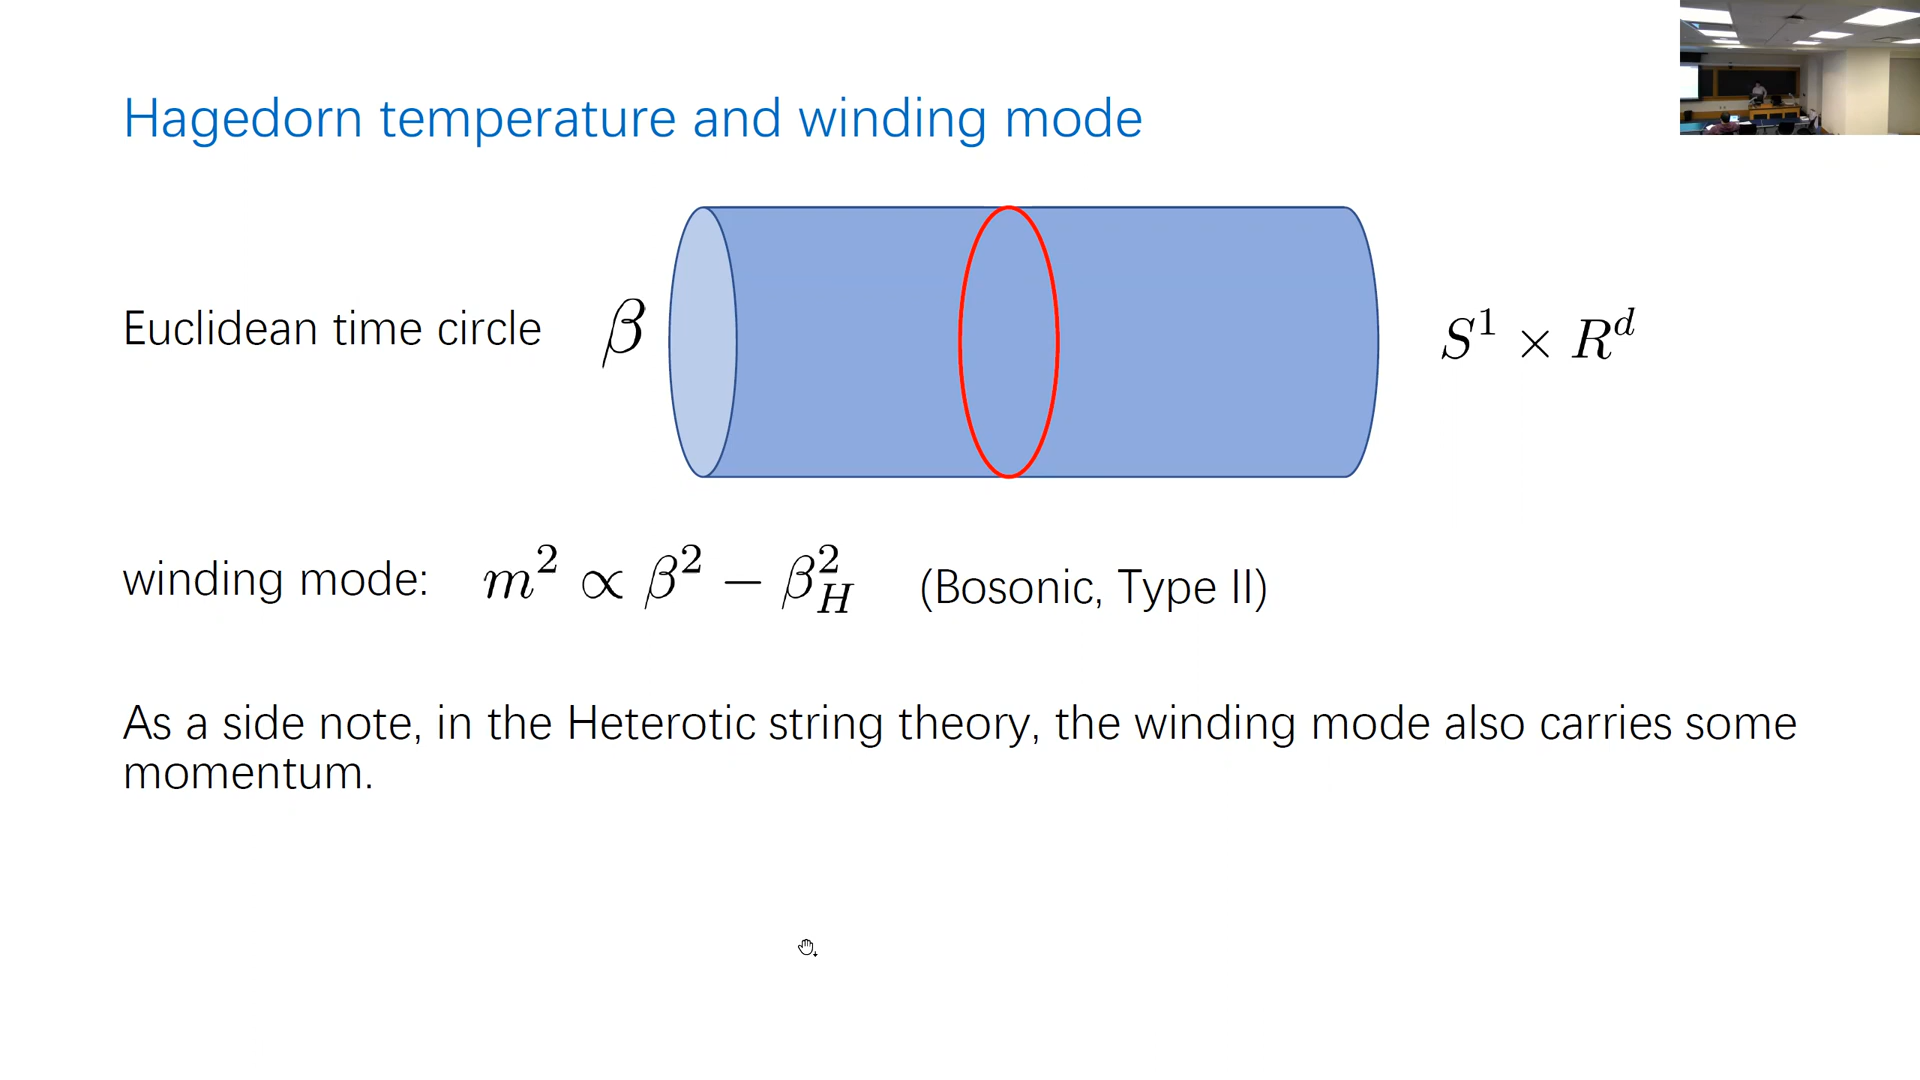 Hagedorn temperature and winding mode
Euclidean time circle β S¹ × Rᵈ
winding mode: m² ∝ β² − β_H² (Bosonic, Type II)
As a side note, in the Heterotic string theory, the winding mode also carries some
momentum.